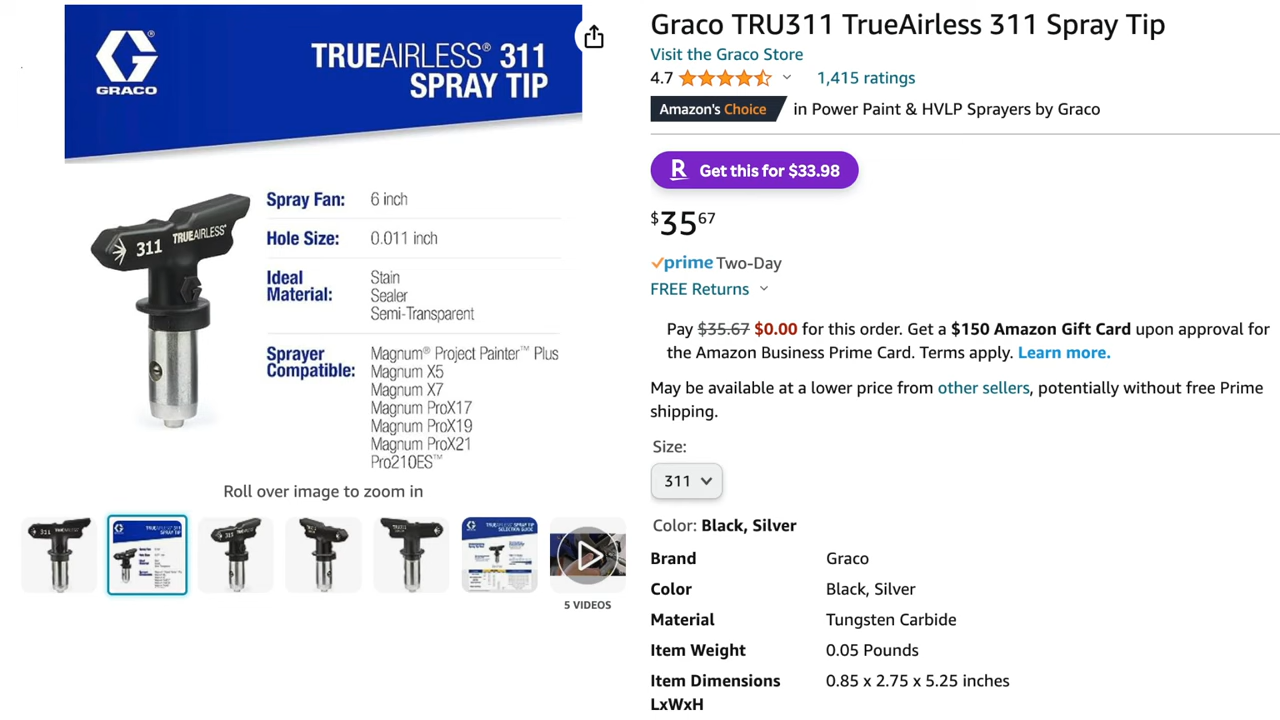 GRACO
TRUEAIRLESS® 311
SPRAY TIP
Spray Fan: 6 inch
Hole Size: 0.011 inch
Ideal Material: Stain
Sealer
Semi-Transparent
Sprayer Compatible: Magnum® Project Painter™ Plus
Magnum X5
Magnum X7
Magnum ProX17
Magnum ProX19
Magnum ProX21
Pro210ES™
311 TRUEAIRLESS®
Roll over image to zoom in
5 VIDEOS
Graco TRU311 TrueAirless 311 Spray Tip
Visit the Graco Store
4.7 1,415 ratings
Amazon's Choice in Power Paint & HVLP Sprayers by Graco
R Get this for $33.98
$35 67
prime Two-Day
FREE Returns
Pay $35.67 $0.00 for this order. Get a $150 Amazon Gift Card upon approval for
the Amazon Business Prime Card. Terms apply. Learn more.
May be available at a lower price from other sellers, potentially without free Prime
shipping.
Size:
311
Color: Black, Silver
Brand Graco
Color Black, Silver
Material Tungsten Carbide
Item Weight 0.05 Pounds
Item Dimensions 0.85 x 2.75 x 5.25 inches
LxWxH